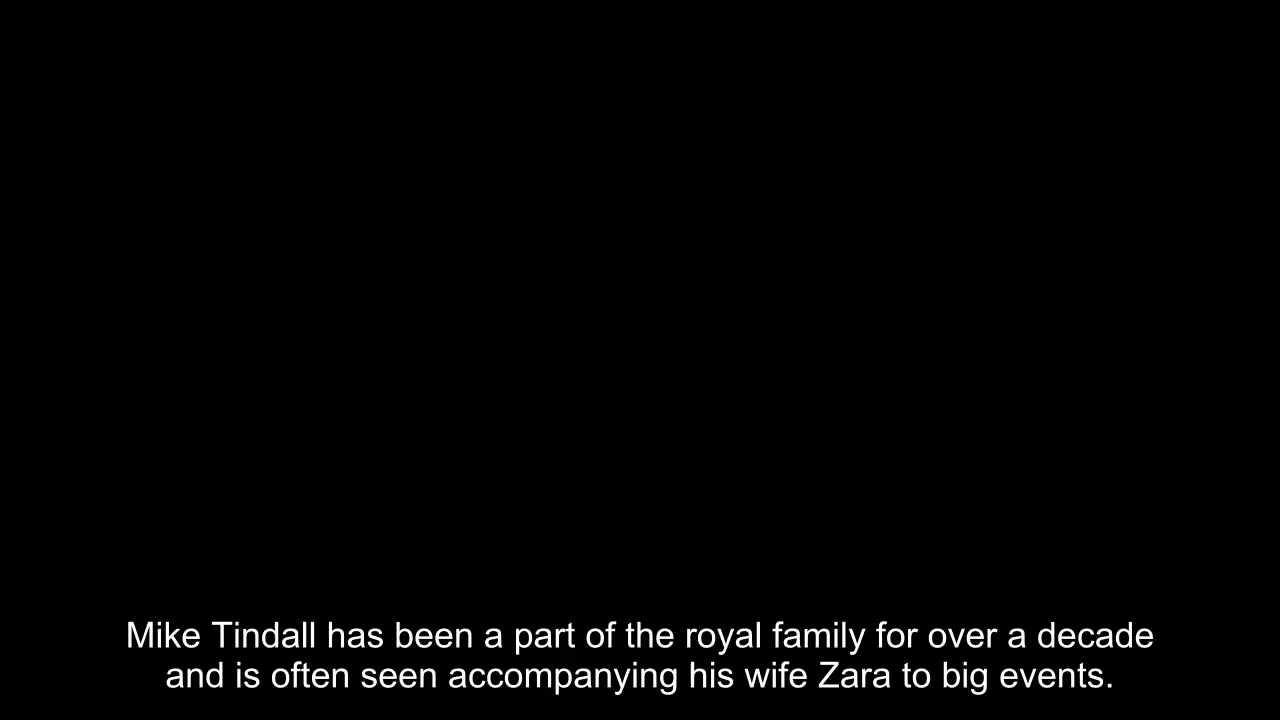 Mike Tindall has been a part of the royal family for over a decade
and is often seen accompanying his wife Zara to big events.